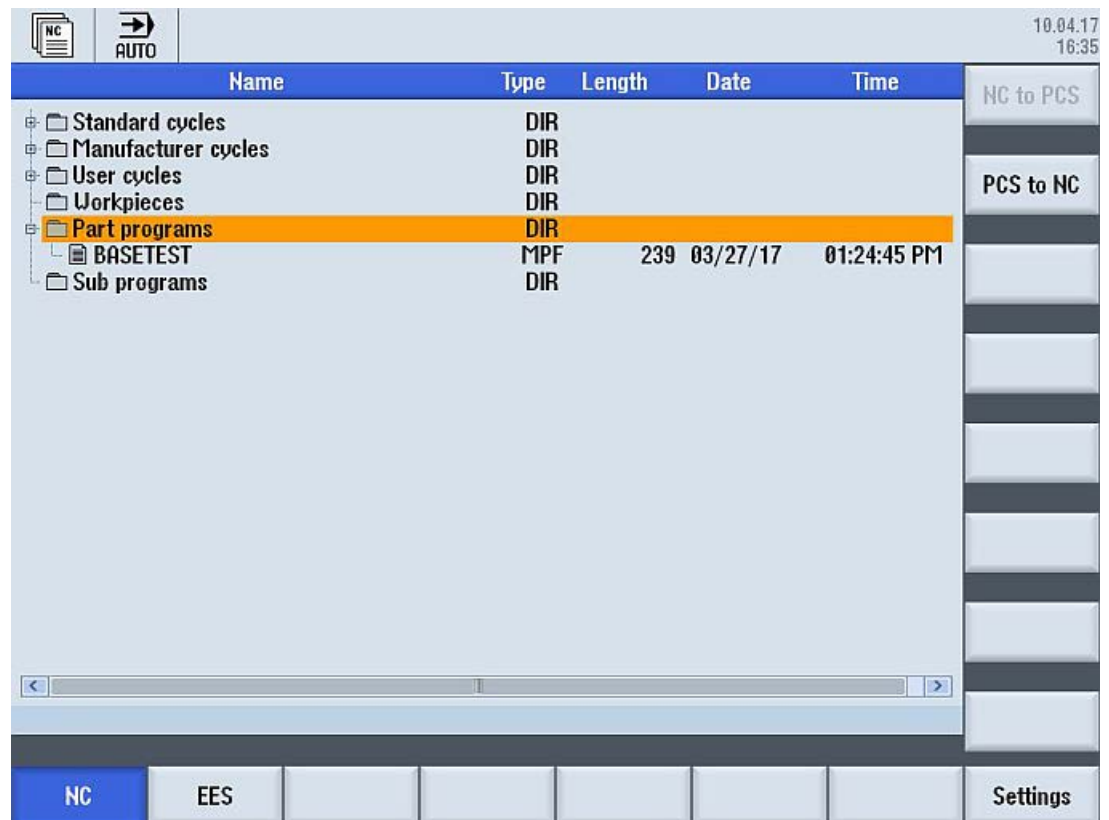 NC
AUTO
10.04.17
16:35
Name Type Length Date Time
NC to PCS
Standard cycles DIR
Manufacturer cycles DIR
User cycles DIR
PCS to NC
Workpieces DIR
Part programs DIR
BASETEST MPF 239 03/27/17 01:24:45 PM
Sub programs DIR
NC EES Settings